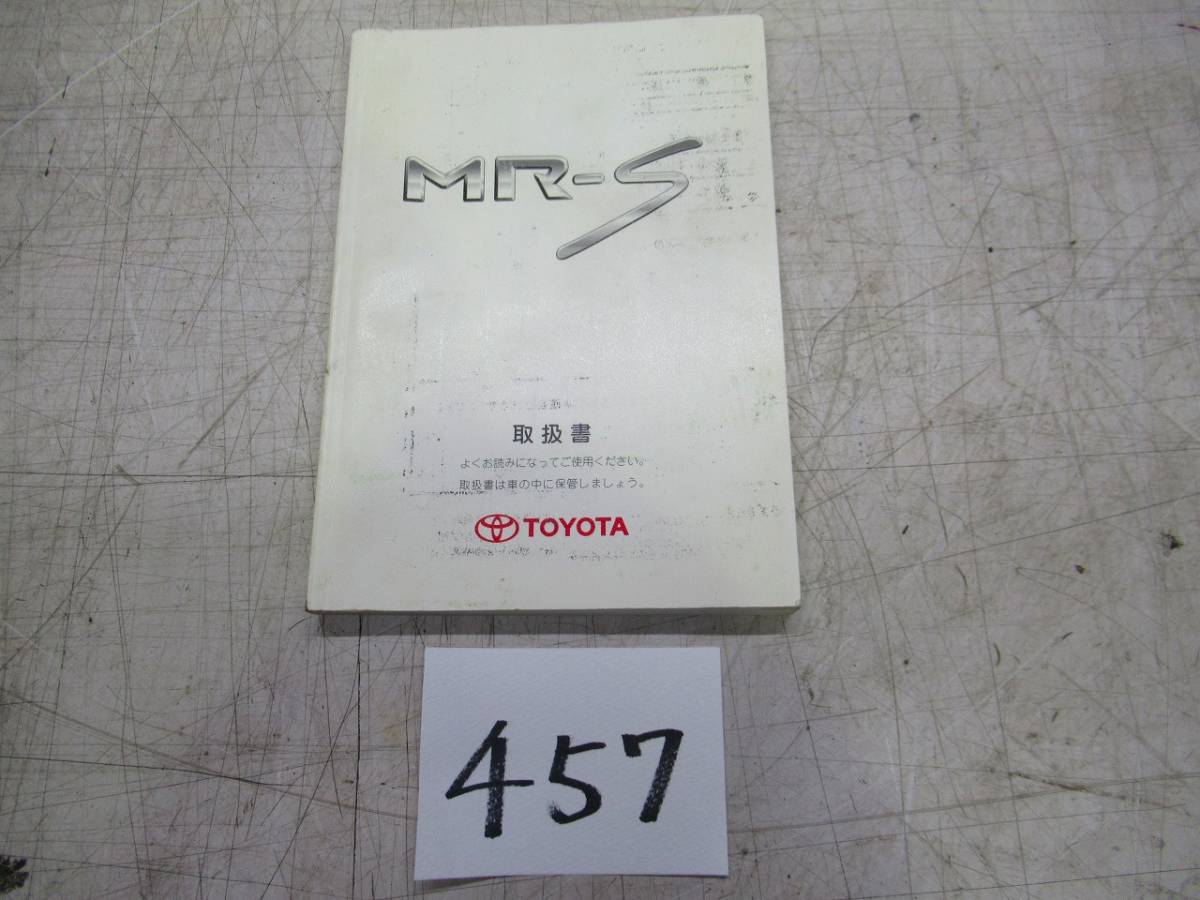 MR-S
取扱書
よくお読みになってご使用ください。
取扱書は車の中に保管しましょう。
TOYOTA
457